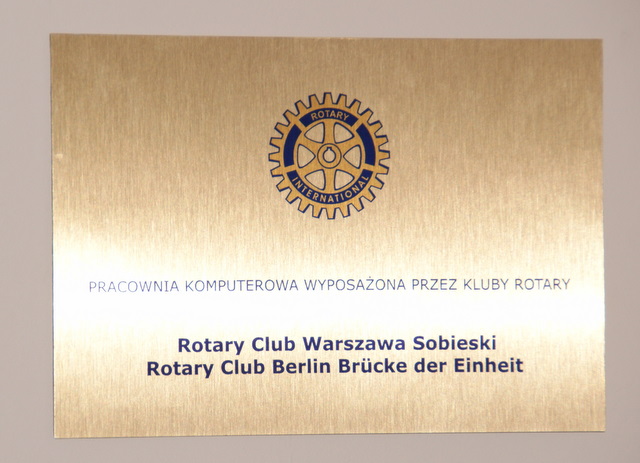 ROTARY
INTERNATIONAL
PRACOWNIA KOMPUTEROWA WYPOSAŻONA PRZEZ KLUBY ROTARY
Rotary Club Warszawa Sobieski
Rotary Club Berlin Brücke der Einheit